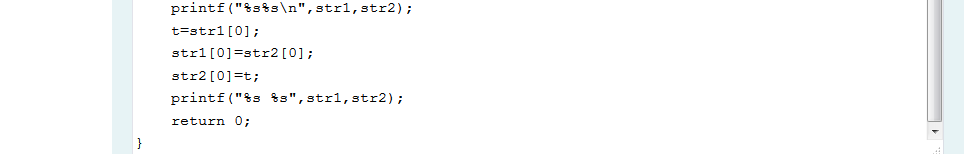 printf("%s%s\n",str1,str2);
t=str1[0];
str1[0]=str2[0];
str2[0]=t;
printf("%s %s",str1,str2);
return 0;
}